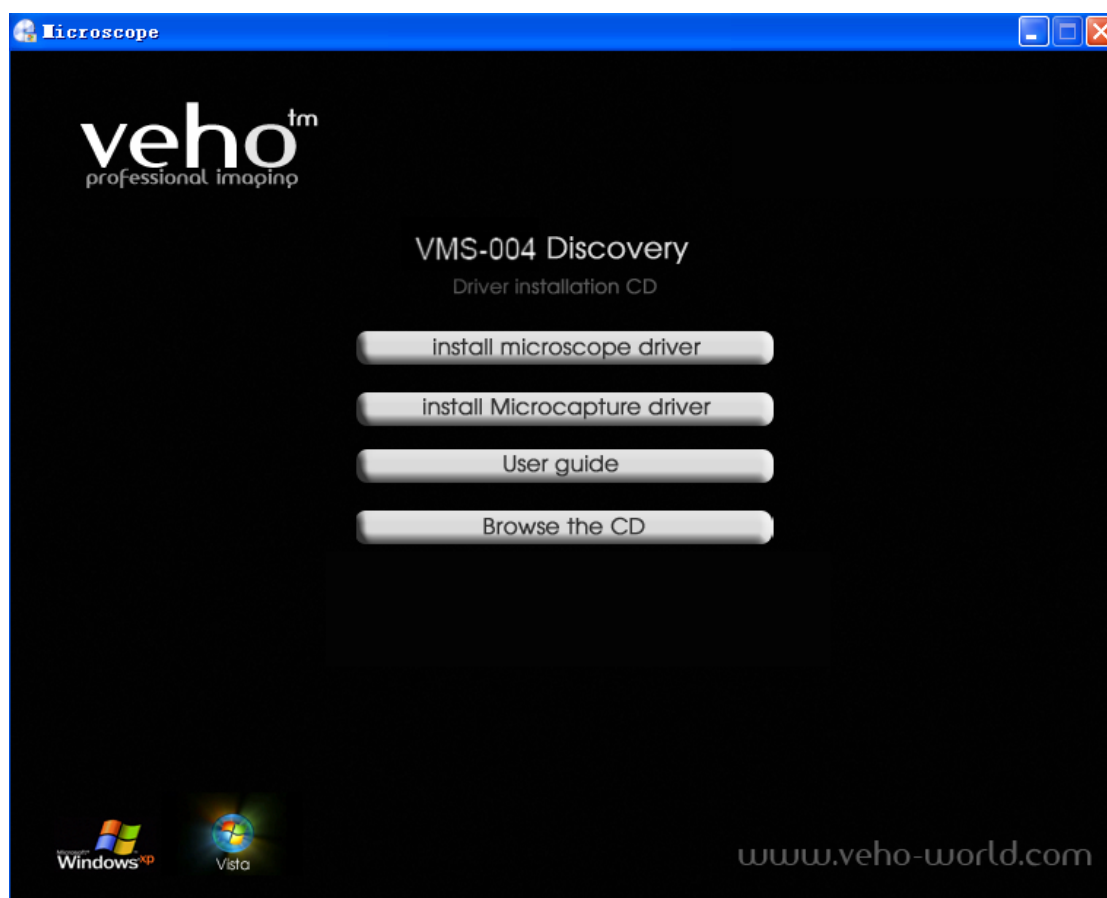 Microscope
veho tm
professional imaging
VMS-004 Discovery
Driver installation CD
install microscope driver
install Microcapture driver
User guide
Browse the CD
Microsoft
Windows xp
Vista
www.veho-world.com